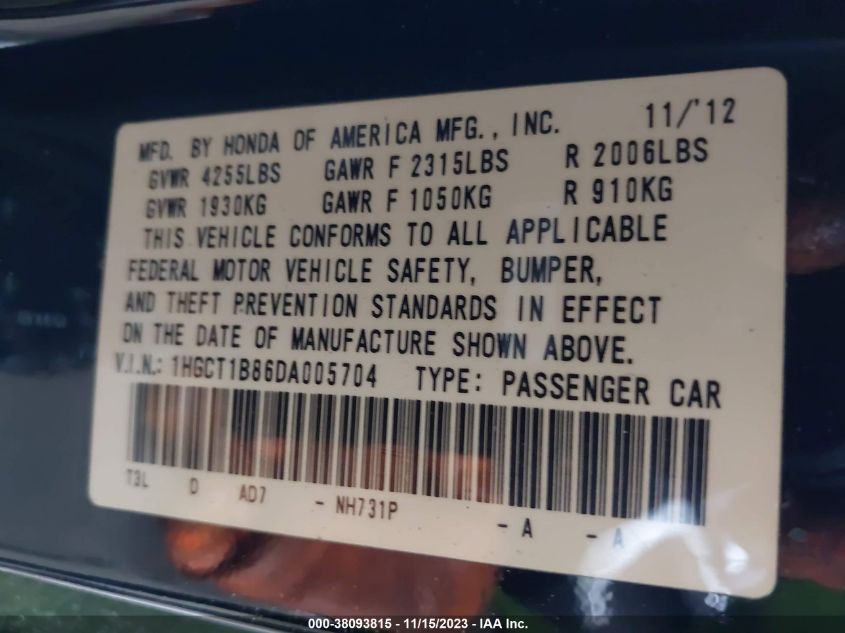 MFD. BY HONDA OF AMERICA MFG., INC. 11/'12
GVWR 4255LBS GAWR F 2315LBS R 2006LBS
GVWR 1930KG GAWR F 1050KG R 910KG
THIS VEHICLE CONFORMS TO ALL APPLICABLE
FEDERAL MOTOR VEHICLE SAFETY, BUMPER,
AND THEFT PREVENTION STANDARDS IN EFFECT
ON THE DATE OF MANUFACTURE SHOWN ABOVE.
V.I.N.: 1HGCT1B86DA005704 TYPE: PASSENGER CAR
T3L D AD7 - NH731P - A - A
000-38093815 - 11/15/2023 - IAA Inc.